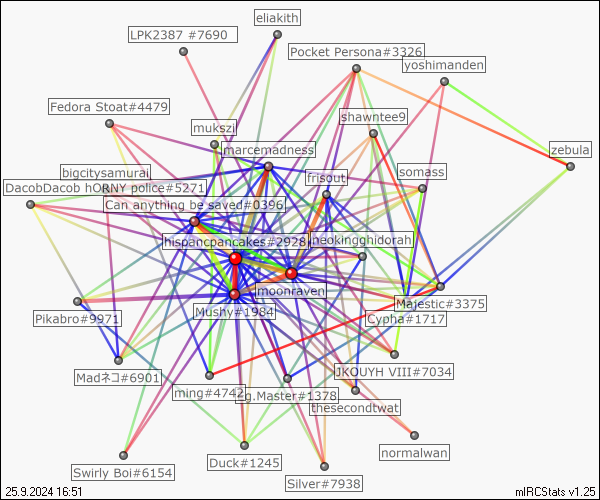 eliakith
LPK2387 #7690
Pocket Persona#3326
yoshimanden
Fedora Stoat#4479
shawntee9
mukszi
marcemadness
zebula
bigcitysamurai
frisout
somass
DacobDacob hORNY police#5271
Can anything be saved#0396
hispancpancakes#2928
neokingghidorah
moonraven
Majestic#3375
Pikabro#9971
Mushy#1984
Cypha#1717
Madネコ#6901
JKOUYH VIII#7034
ming#4742
g.Master#1378
thesecondtwat
normalwan
Swirly Boi#6154
Duck#1245
Silver#7938
25.9.2024 16:51
mIRCStats v1.25